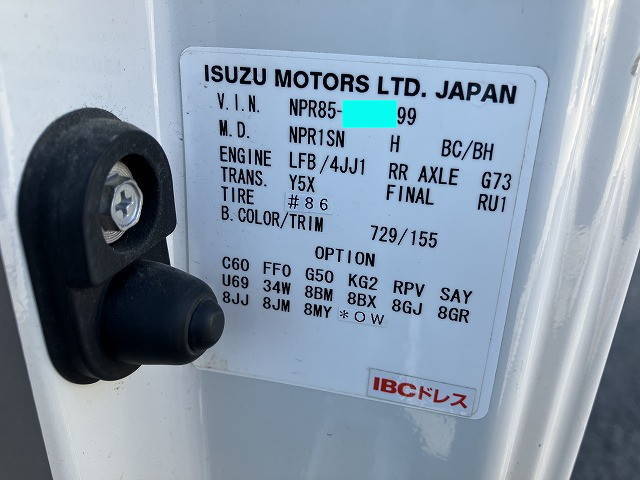 ISUZU MOTORS LTD. JAPAN
V.I.N. NPR85- 99
M.D. NPR1SN H BC/BH
ENGINE LFB/4JJ1 RR AXLE G73
TRANS. Y5X FINAL RU1
TIRE #86
B.COLOR/TRIM 729/155
OPTION
C60 FF0 G50 KG2 RPV SAY
U69 34W 8BM 8BX 8GJ 8GR
8JJ 8JM 8MY *OW
IBCドレス